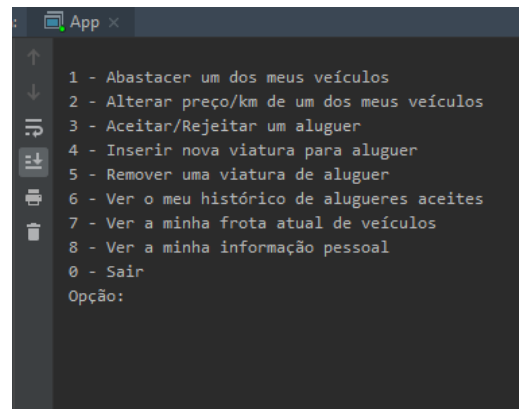 : App ×
1 - Abastacer um dos meus veículos
2 - Alterar preço/km de um dos meus veículos
3 - Aceitar/Rejeitar um aluguer
4 - Inserir nova viatura para aluguer
5 - Remover uma viatura de aluguer
6 - Ver o meu histórico de alugueres aceites
7 - Ver a minha frota atual de veículos
8 - Ver a minha informação pessoal
0 - Sair
Opção: